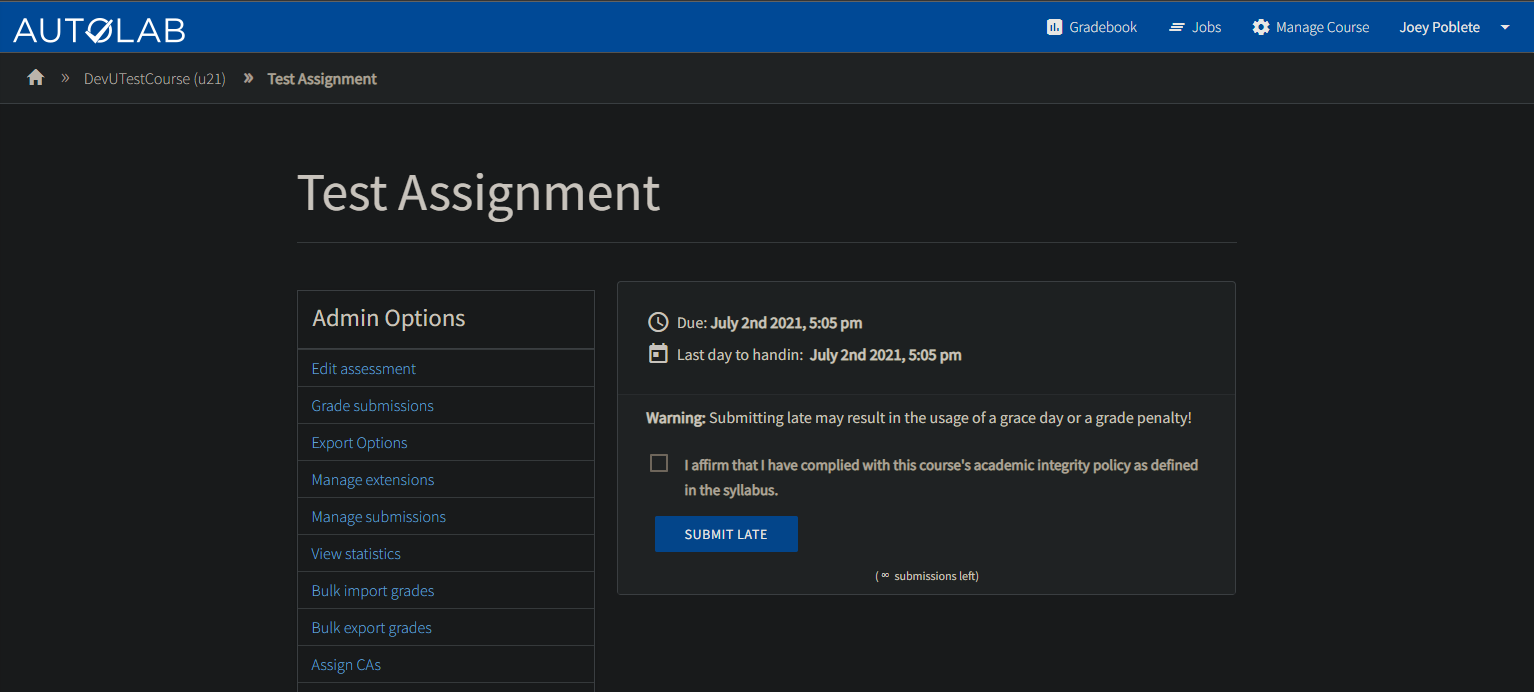 AUTOLAB
Gradebook
Jobs
Manage Course
Joey Poblete
» DevUTestCourse (u21) » Test Assignment
Test Assignment
Admin Options
Edit assessment
Grade submissions
Export Options
Manage extensions
Manage submissions
View statistics
Bulk import grades
Bulk export grades
Assign CAs
Due: July 2nd 2021, 5:05 pm
Last day to handin: July 2nd 2021, 5:05 pm
Warning: Submitting late may result in the usage of a grace day or a grade penalty!
I affirm that I have complied with this course's academic integrity policy as defined
in the syllabus.
SUBMIT LATE
( ∞ submissions left)